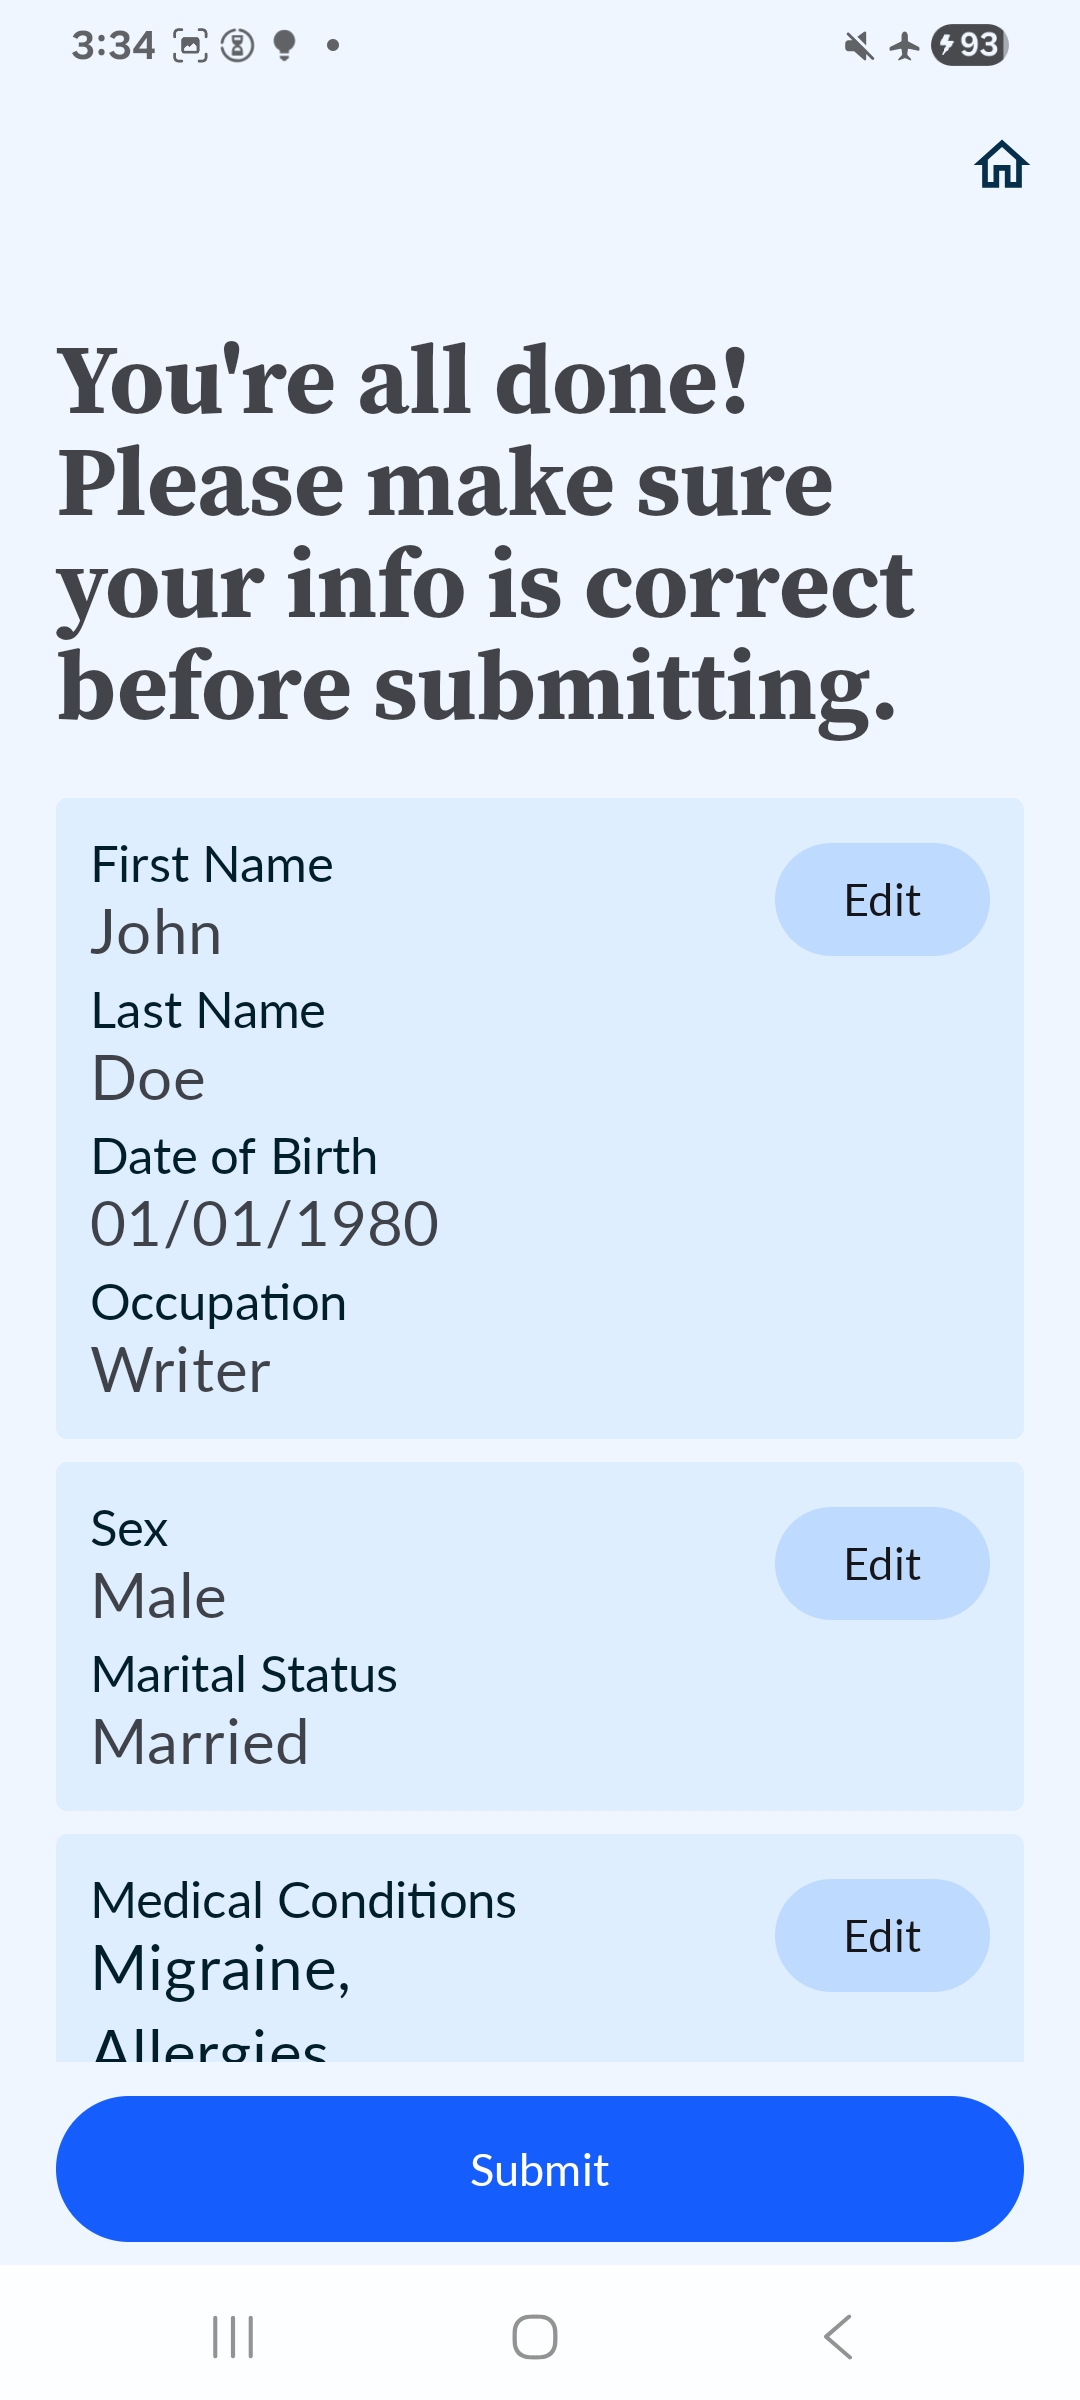 3:34
93
You're all done!
Please make sure
your info is correct
before submitting.
First Name
Edit
John
Last Name
Doe
Date of Birth
01/01/1980
Occupation
Writer
Sex
Edit
Male
Marital Status
Married
Medical Conditions
Edit
Migraine,
Allergies
Submit